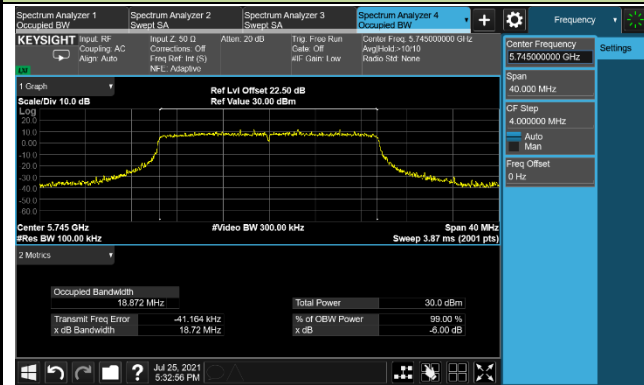 Spectrum Analyzer 1
Occupied BW
Spectrum Analyzer 2
Swept SA
Spectrum Analyzer 3
Swept SA
Spectrum Analyzer 4
Occupied BW
+
Frequency
KEYSIGHT
Input: RF
Coupling: AC
Align: Auto
Input Z: 50 Ω
Corrections: Off
Freq Ref: Int (S)
NFE: Adaptive
Atten: 20 dB
Trig: Free Run
Gate: Off
#IF Gain: Low
Center Freq: 5.745000000 GHz
Avg|Hold:>10/10
Radio Std: None
LXI
Center Frequency
5.745000000 GHz
Settings
Span
40.000 MHz
CF Step
4.000000 MHz
Auto
Man
Freq Offset
0 Hz
1 Graph
Scale/Div 10.0 dB
Ref Lvl Offset 22.50 dB
Ref Value 30.00 dBm
Log
20.0
10.0
0.00
-10.0
-20.0
-30.0
-40.0
-50.0
-60.0
Center 5.745 GHz
#Res BW 100.00 kHz
#Video BW 300.00 kHz
Span 40 MHz
Sweep 3.87 ms (2001 pts)
2 Metrics
Occupied Bandwidth
18.872 MHz
Total Power 30.0 dBm
Transmit Freq Error -41.164 kHz
% of OBW Power 99.00 %
x dB Bandwidth 18.72 MHz
x dB -6.00 dB
?
Jul 25, 2021
5:32:56 PM